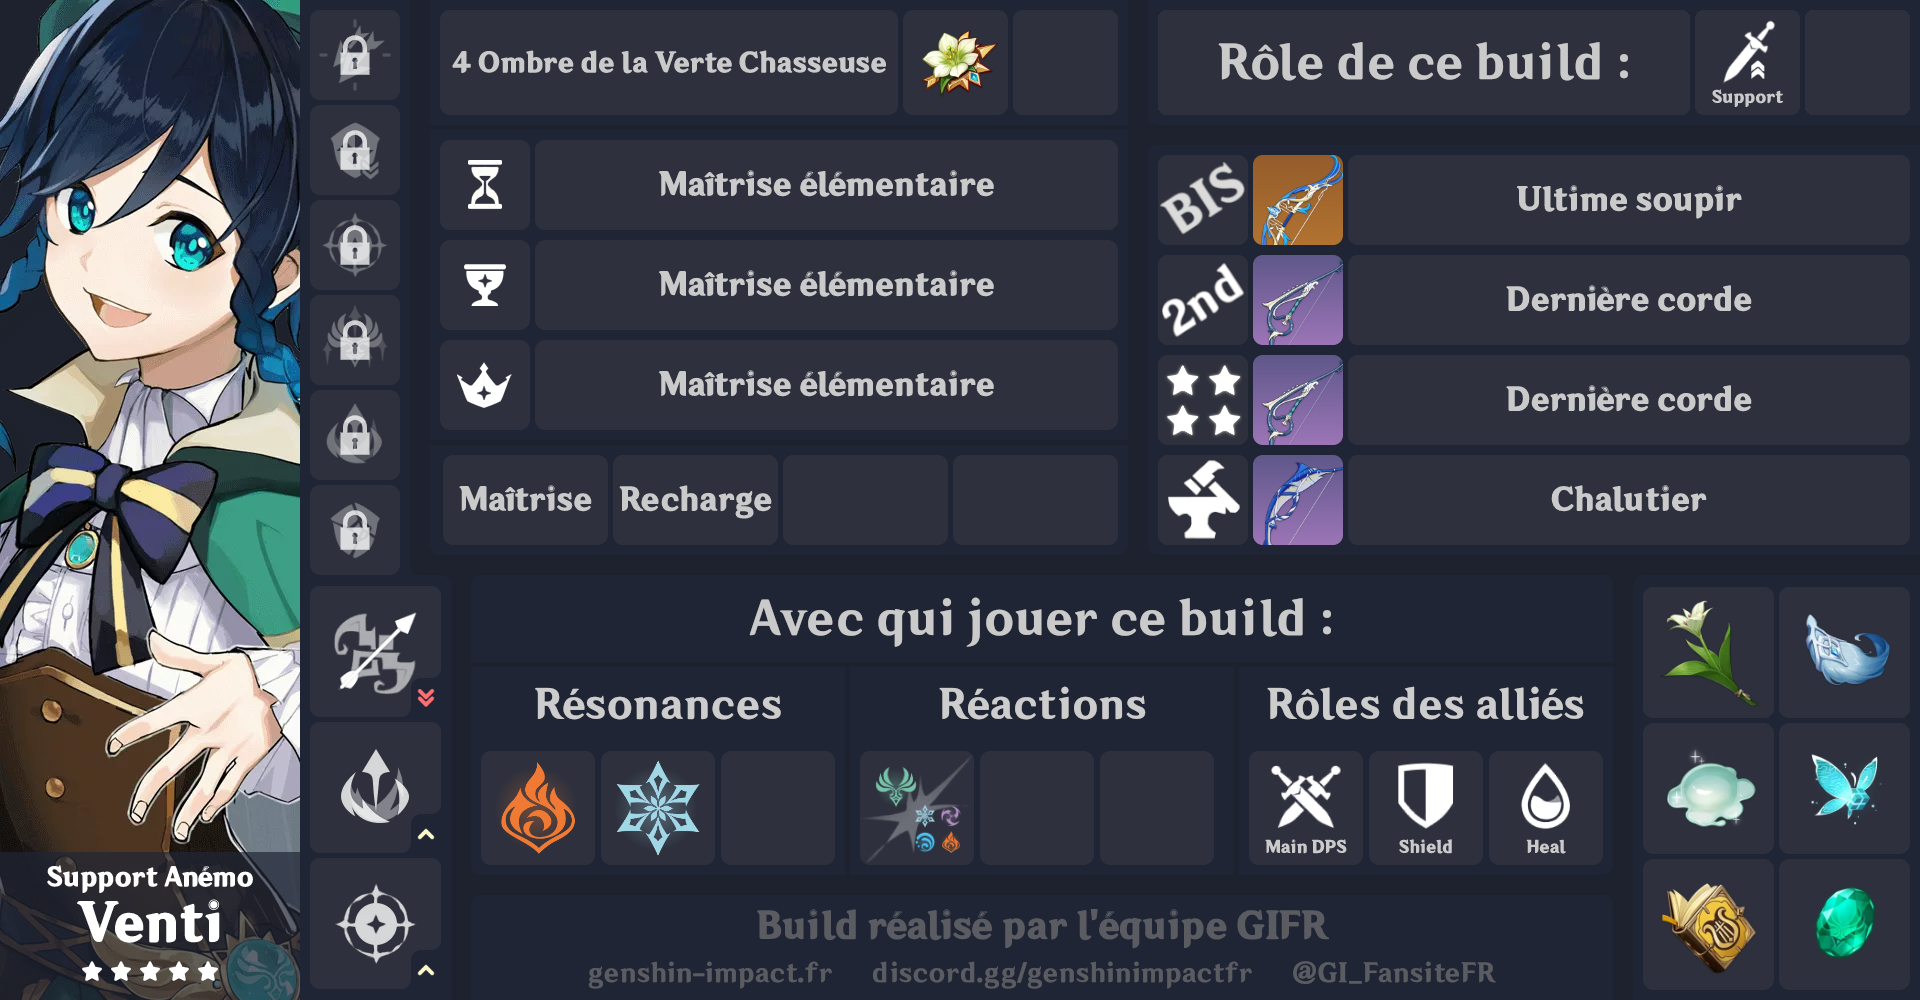 4 Ombre de la Verte Chasseuse
Maîtrise élémentaire
Maîtrise élémentaire
Maîtrise élémentaire
Maîtrise
Recharge
Rôle de ce build :
Support
BIS
Ultime soupir
2nd
Dernière corde
Dernière corde
Chalutier
Avec qui jouer ce build :
Résonances
Réactions
Rôles des alliés
Main DPS
Shield
Heal
Support Anémo
Venti
Build réalisé par l'équipe GIFR
genshin-impact.fr
discord.gg/genshinimpactfr
@GI_FansiteFR